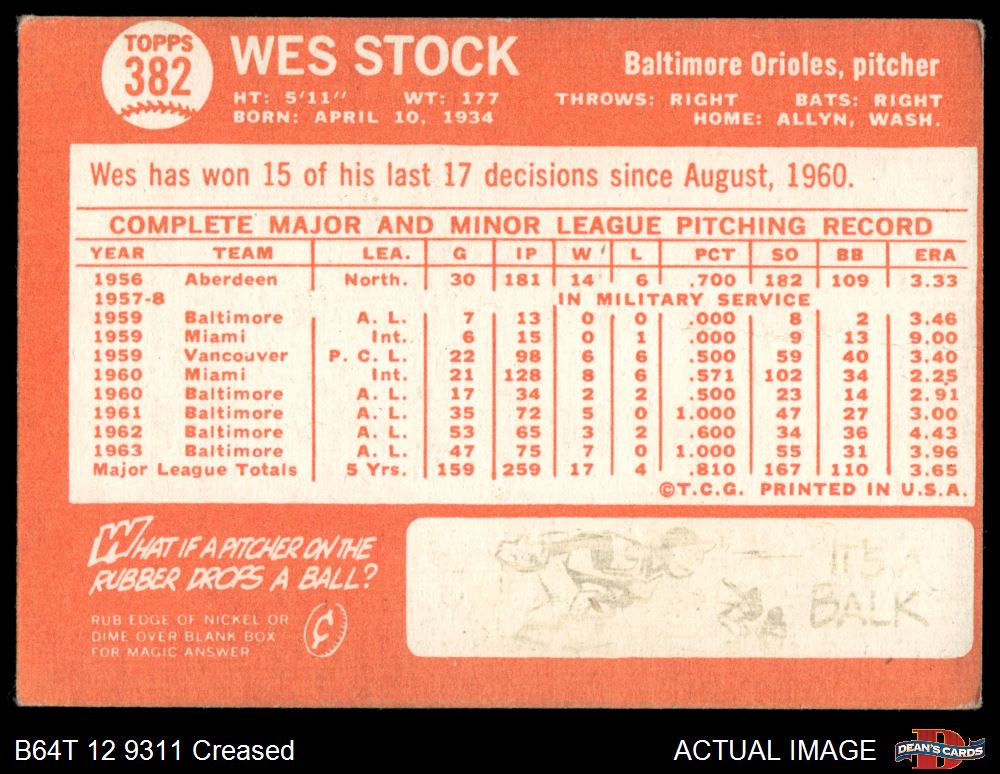 TOPPS
382
WES STOCK
Baltimore Orioles, pitcher
HT: 5'11" WT: 177 THROWS: RIGHT BATS: RIGHT
BORN: APRIL 10, 1934 HOME: ALLYN, WASH.
Wes has won 15 of his last 17 decisions since August, 1960.
COMPLETE MAJOR AND MINOR LEAGUE PITCHING RECORD
YEAR TEAM LEA. G IP W L PCT SO BB ERA
1956 Aberdeen North. 30 181 14 6 .700 182 109 3.33
1957-8 IN MILITARY SERVICE
1959 Baltimore A. L. 7 13 0 0 .000 8 2 3.46
1959 Miami Int. 6 15 0 1 .000 9 13 9.00
1959 Vancouver P. C. L. 22 98 6 6 .500 59 40 3.40
1960 Miami Int. 21 128 8 6 .571 102 34 2.25
1960 Baltimore A. L. 17 34 2 2 .500 23 14 2.91
1961 Baltimore A. L. 35 72 5 0 1.000 47 27 3.00
1962 Baltimore A. L. 53 65 3 2 .600 34 36 4.43
1963 Baltimore A. L. 47 75 7 0 1.000 55 31 3.96
Major League Totals 5 Yrs. 159 259 17 4 .810 167 110 3.65
©T.C.G. PRINTED IN U.S.A.
WHAT IF A PITCHER ON THE
RUBBER DROPS A BALL?
RUB EDGE OF NICKEL OR
DIME OVER BLANK BOX
FOR MAGIC ANSWER
¢
IT'S A
BALK
B64T 12 9311 Creased
ACTUAL IMAGE
D
DEAN'S CARDS